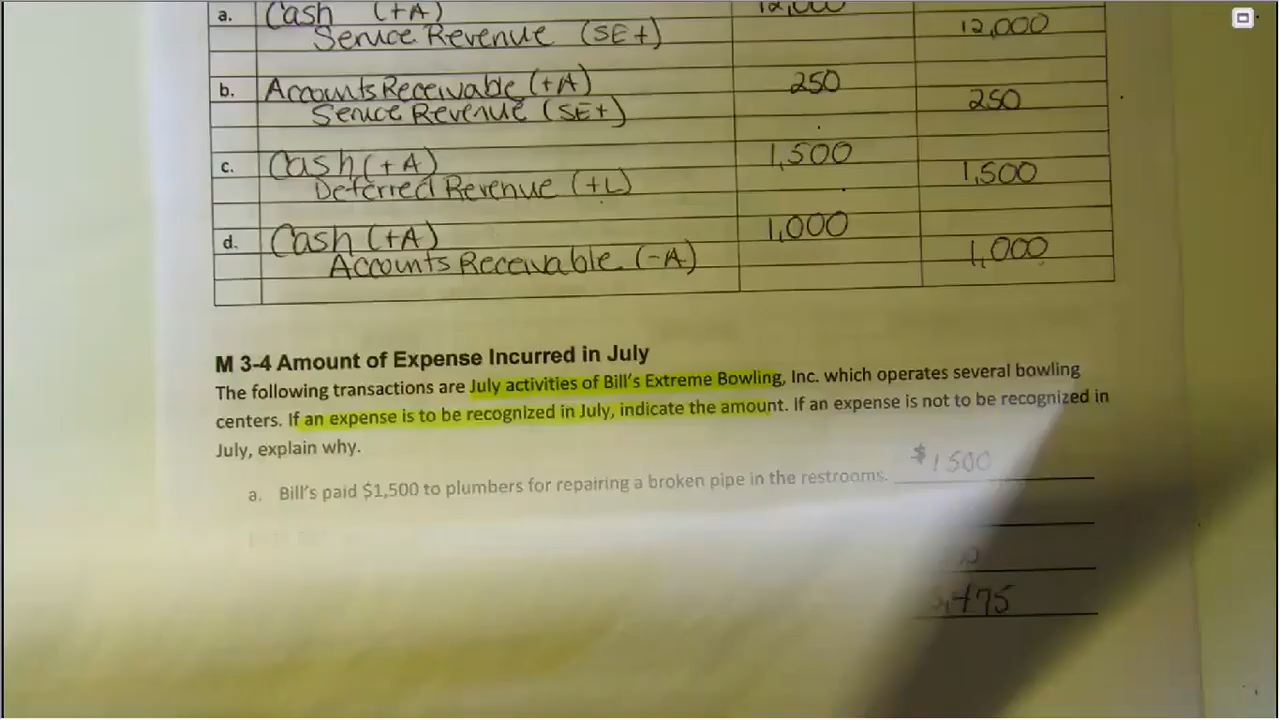 a. Cash (+A) 12,000
Service Revenue (SE+) 12,000
b. Accounts Receivable (+A) 250
Service Revenue (SE+) 250
c. Cash (+A) 1,500
Deferred Revenue (+L) 1,500
d. Cash (+A) 1,000
Accounts Receivable (-A) 1,000
M 3-4 Amount of Expense Incurred in July
The following transactions are July activities of Bill's Extreme Bowling, Inc. which operates several bowling
centers. If an expense is to be recognized in July, indicate the amount. If an expense is not to be recognized in
July, explain why.
a. Bill's paid $1,500 to plumbers for repairing a broken pipe in the restrooms. $1500